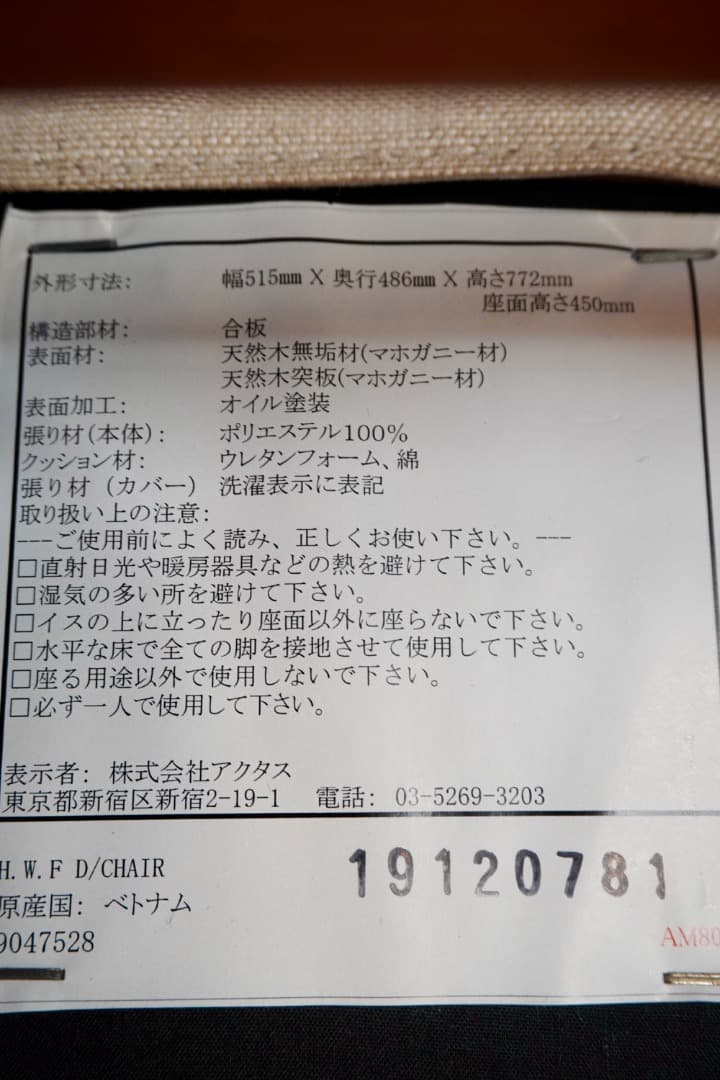 外形寸法: 幅515mm X 奥行486mm X 高さ772mm
座面高さ450mm
構造部材: 合板
表面材: 天然木無垢材(マホガニー材)
天然木突板(マホガニー材)
表面加工: オイル塗装
張り材(本体): ポリエステル100%
クッション材: ウレタンフォーム、綿
張り材(カバー) 洗濯表示に表記
取り扱い上の注意:
---ご使用前によく読み、正しくお使い下さい。---
□直射日光や暖房器具などの熱を避けて下さい。
□湿気の多い所を避けて下さい。
□イスの上に立ったり座面以外に座らないで下さい。
□水平な床で全ての脚を接地させて使用して下さい。
□座る用途以外で使用しないで下さい。
□必ず一人で使用して下さい。
表示者: 株式会社アクタス
東京都新宿区新宿2-19-1 電話: 03-5269-3203
H.W.F D/CHAIR
19120781
原産国: ベトナム
9047528
AM80